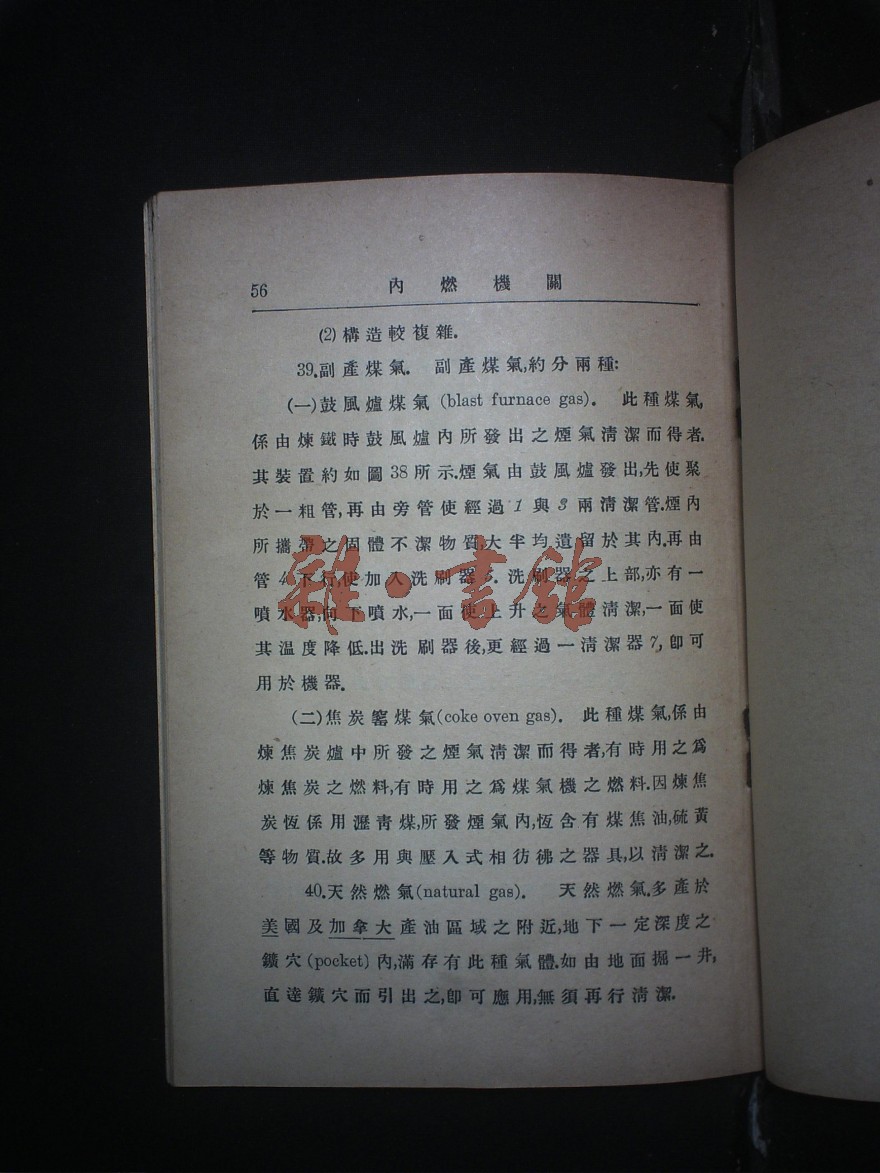 56 內燃機關
(2)構造較複雜.
39.副產煤氣. 副產煤氣,約分兩種:
(一)鼓風爐煤氣 (blast furnace gas). 此種煤氣,
係由煉鐵時鼓風爐內所發出之煙氣清潔而得者.
其裝置約如圖38所示.煙氣由鼓風爐發出,先使聚
於一粗管,再由旁管使經過1與3兩清潔管.煙內
所攜帶之固體不潔物質,大半均遺留於其內.再由
管4下行,使加入洗刷器5.洗刷器之上部,亦有一
噴水器,向下噴水,一面使上升之氣體清潔,一面使
其溫度降低.出洗刷器後,更經過一清潔器7,卽可
用於機器.
(二)焦炭窰煤氣(coke oven gas). 此種煤氣,係由
煉焦炭爐中所發之煙氣清潔而得者,有時用之爲
煉焦炭之燃料,有時用之爲煤氣機之燃料.因煉焦
炭恆係用瀝靑煤,所發煙氣內,恆含有煤焦油,硫黃
等物質.故多用與壓入式相彷彿之器具,以清潔之.
40.天然燃氣(natural gas). 天然燃氣.多產於
美國及加拿大產油區域之附近,地下一定深度之
鑛穴(pocket)內,滿存有此種氣體.如由地面掘一井,
直達鑛穴而引出之,卽可應用,無須再行清潔.
雜·書館